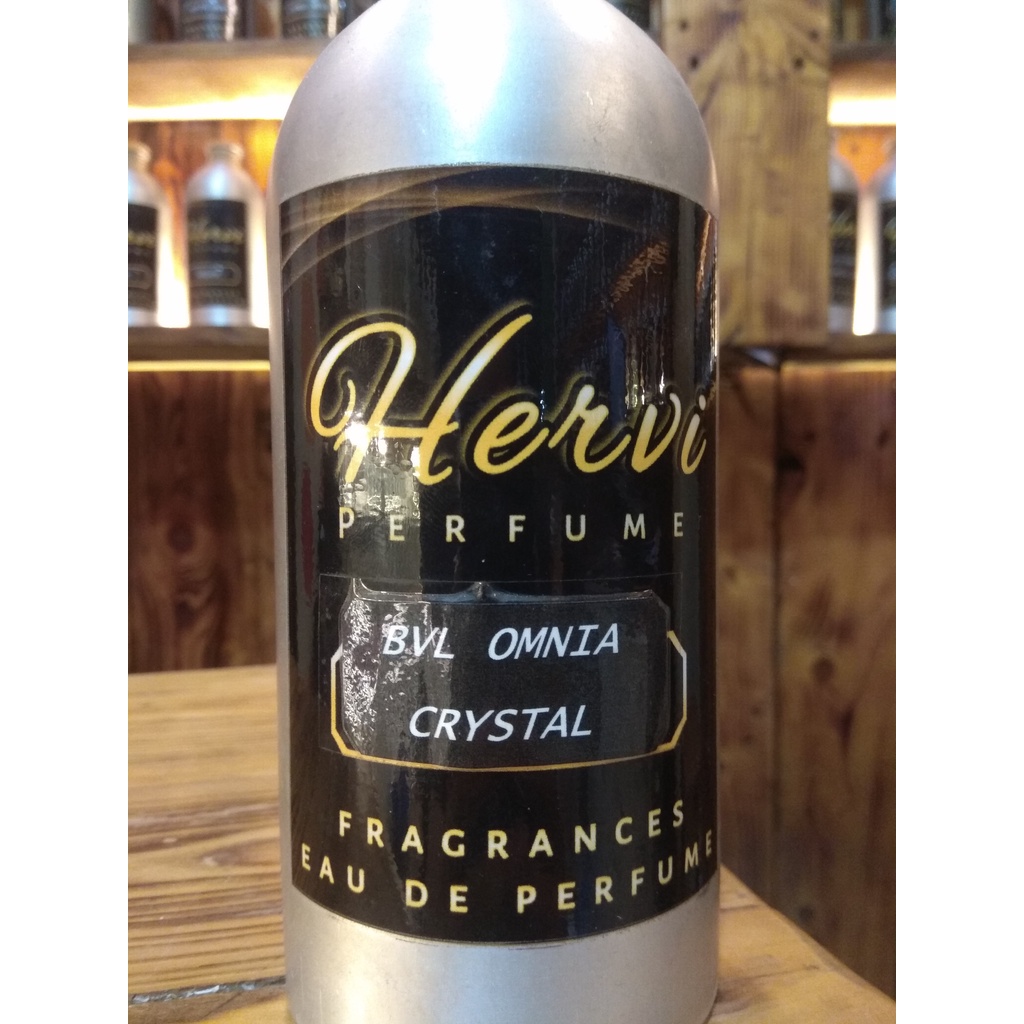 Hervi
PERFUME
BVL OMNIA
CRYSTAL
FRAGRANCES
EAU DE PERFUME